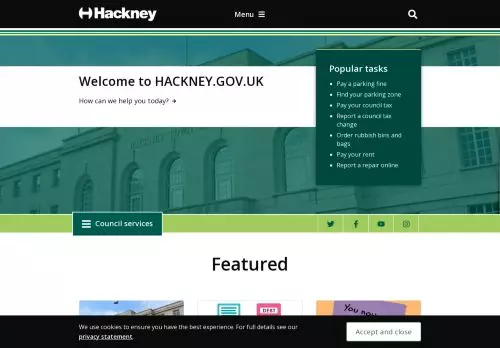 Hackney
Menu
Welcome to HACKNEY.GOV.UK
How can we help you today?
Popular tasks
Pay a parking fine
Find your parking zone
Pay your council tax
Report a council tax
change
Order rubbish bins and
bags
Pay your rent
Report a repair online
Council services
Featured
DEBT
You now
We use cookies to ensure you have the best experience. For full details see our
privacy statement.
Accept and close